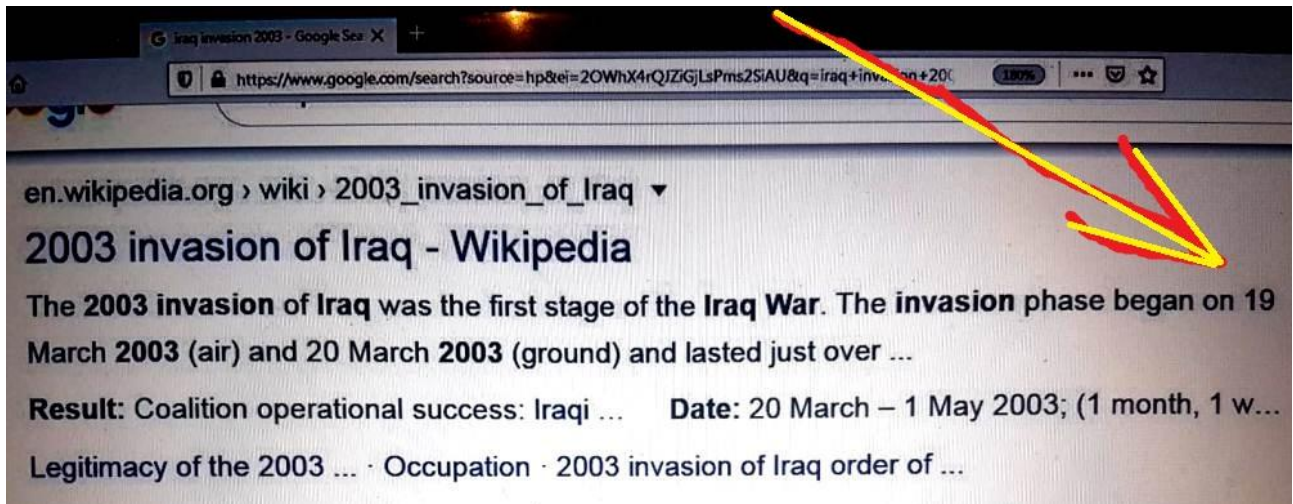 iraq invasion 2003 - Google Sea
https://www.google.com/search?source=hp&ei=2OWhX4rQJZiGjLsPms2SiAU&q=iraq+invasion+20
180%
en.wikipedia.org › wiki › 2003_invasion_of_Iraq
2003 invasion of Iraq - Wikipedia
The 2003 invasion of Iraq was the first stage of the Iraq War. The invasion phase began on 19
March 2003 (air) and 20 March 2003 (ground) and lasted just over ...
Result: Coalition operational success: Iraqi ... Date: 20 March – 1 May 2003; (1 month, 1 w...
Legitimacy of the 2003 ... · Occupation · 2003 invasion of Iraq order of ...